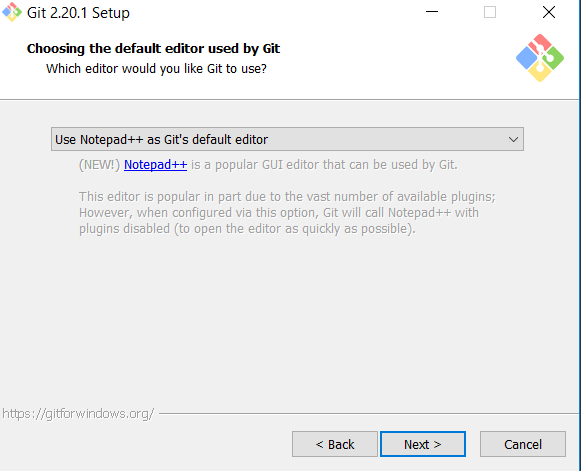 Git 2.20.1 Setup
Choosing the default editor used by Git
Which editor would you like Git to use?
Use Notepad++ as Git's default editor
(NEW!) Notepad++ is a popular GUI editor that can be used by Git.
This editor is popular in part due to the vast number of available plugins;
However, when configured via this option, Git will call Notepad++ with
plugins disabled (to open the editor as quickly as possible).
https://gitforwindows.org/
< Back
Next >
Cancel